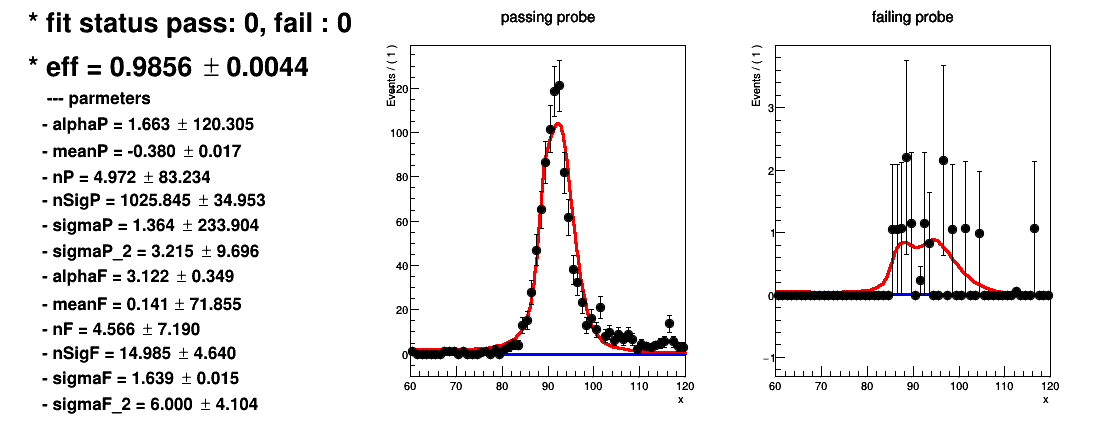 * fit status pass: 0, fail : 0
* eff = 0.9856 ± 0.0044
--- parmeters
- alphaP = 1.663 ± 120.305
- meanP = -0.380 ± 0.017
- nP = 4.972 ± 83.234
- nSigP = 1025.845 ± 34.953
- sigmaP = 1.364 ± 233.904
- sigmaP_2 = 3.215 ± 9.696
- alphaF = 3.122 ± 0.349
- meanF = 0.141 ± 71.855
- nF = 4.566 ± 7.190
- nSigF = 14.985 ± 4.640
- sigmaF = 1.639 ± 0.015
- sigmaF_2 = 6.000 ± 4.104
passing probe
Events / ( 1 )
120
100
80
60
40
20
0
60 70 80 90 100 110 120
x
failing probe
Events / ( 1 )
3
2
1
0
−1
60 70 80 90 100 110 120
x